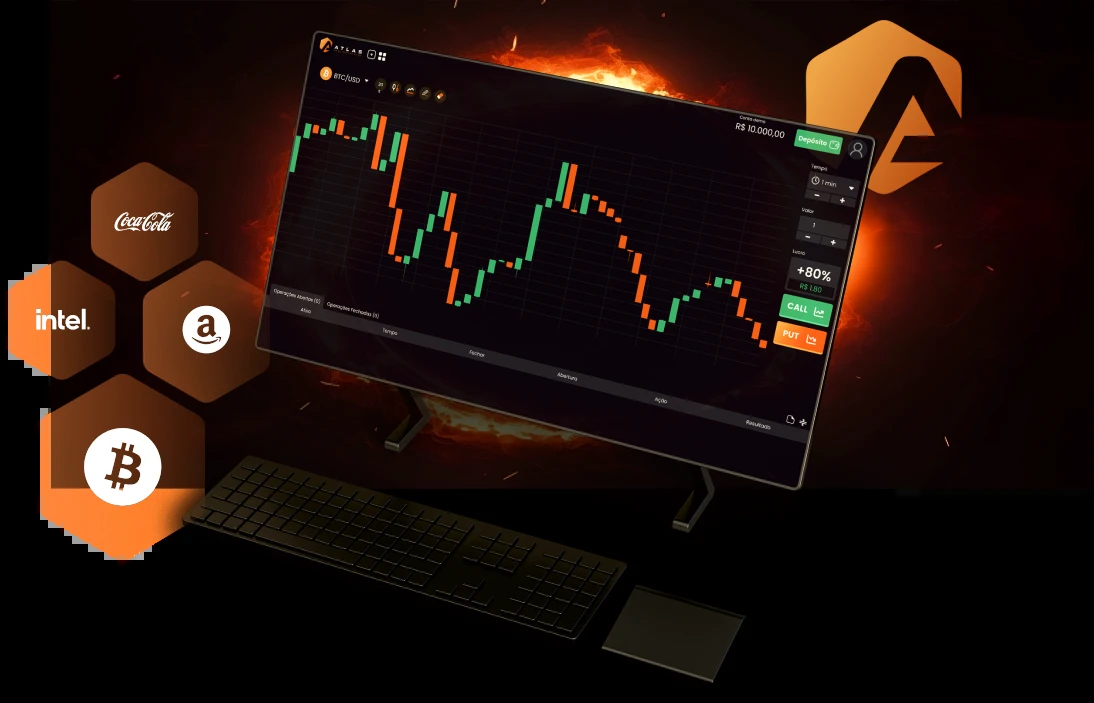 ATLAS
BTC/USD
Conta demo
R$ 10.000,00
Depósito
Tempo
1 min
Valor
1
Lucro
+80%
R$ 1,80
CALL
PUT
Operações Abertas (0)
Operações Fechadas (0)
Ativo
Tempo
Fechar
Abertura
Ação
Resultado
Coca-Cola
intel.
a